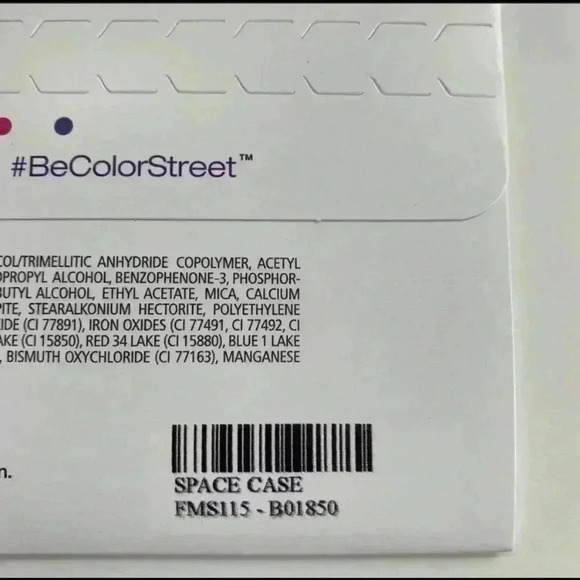 #BeColorStreet™
COL/TRIMELLITIC ANHYDRIDE COPOLYMER, ACETYL
OPROPYL ALCOHOL, BENZOPHENONE-3, PHOSPHOR-
BUTYL ALCOHOL, ETHYL ACETATE, MICA, CALCIUM
PITE, STEARALKONIUM HECTORITE, POLYETHYLENE
IDE (CI 77891), IRON OXIDES (CI 77491, CI 77492, CI
AKE (CI 15850), RED 34 LAKE (CI 15880), BLUE 1 LAKE
, BISMUTH OXYCHLORIDE (CI 77163), MANGANESE
n.
SPACE CASE
FMS115 - B01850